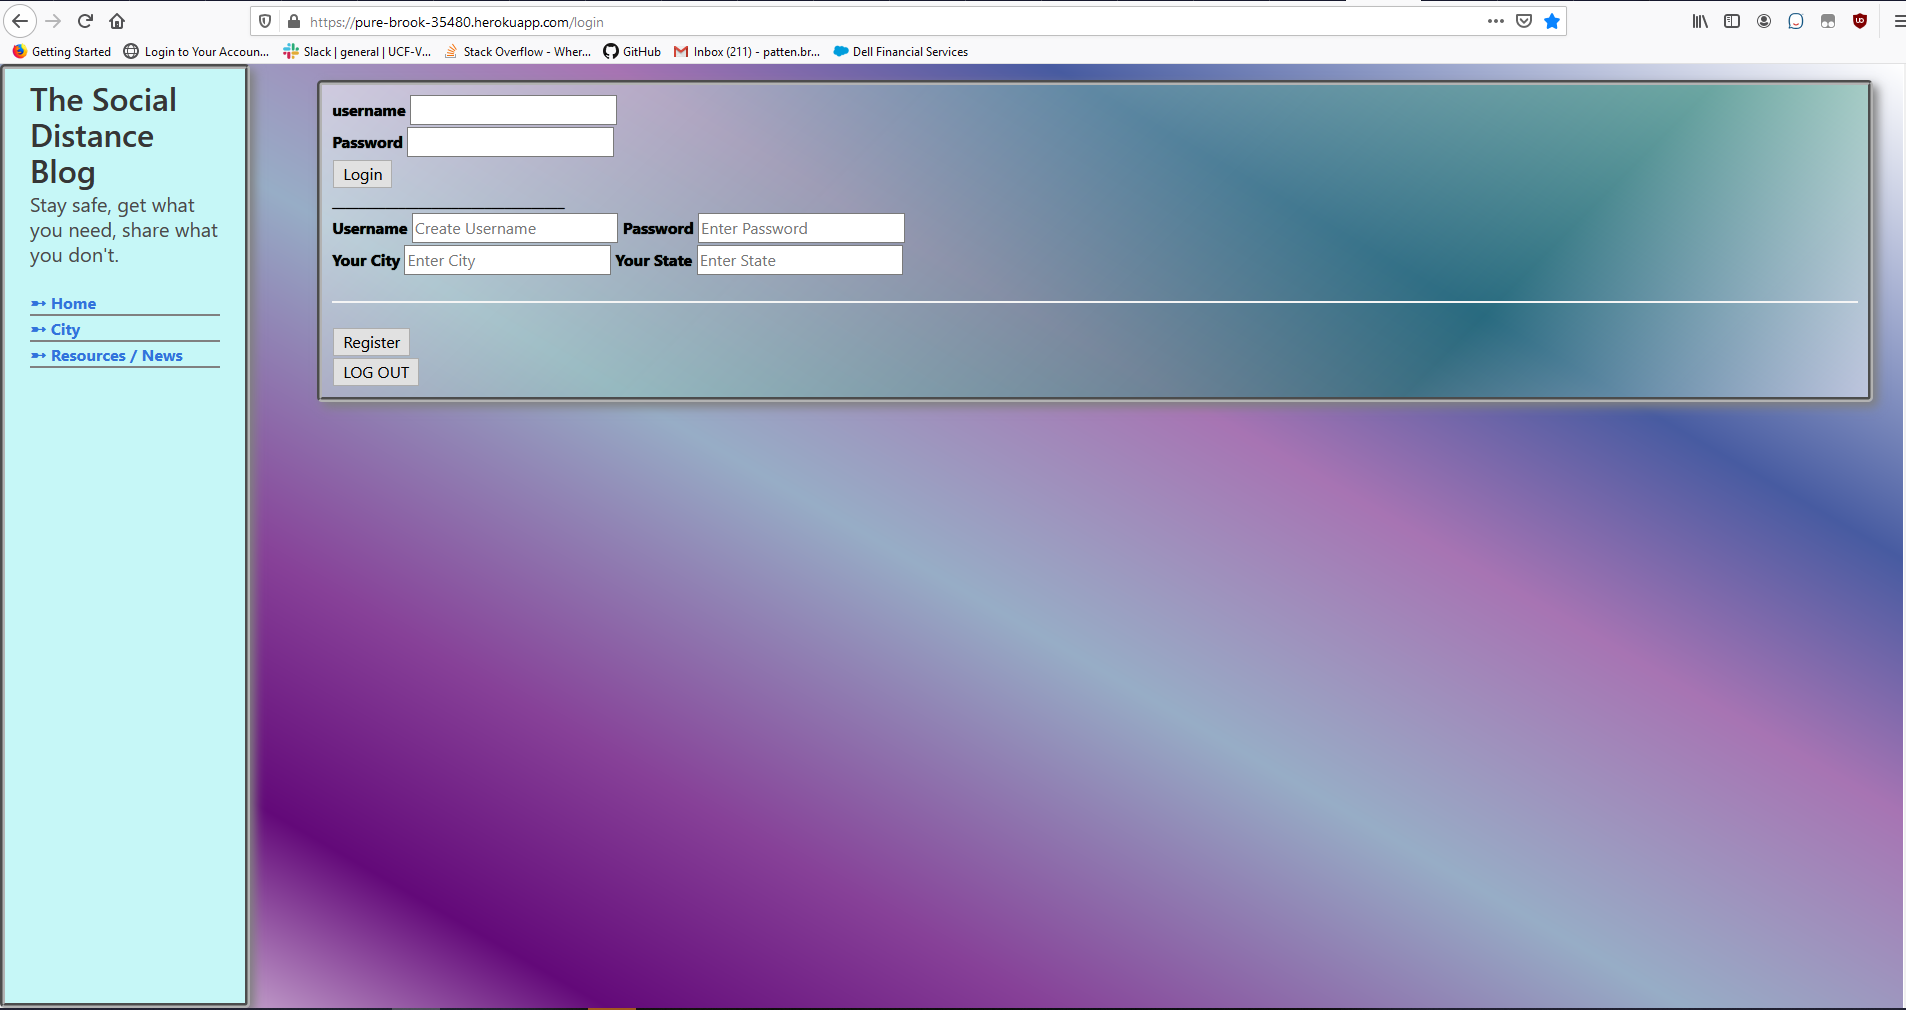 https://pure-brook-35480.herokuapp.com/login
Getting Started Login to Your Accoun... Slack | general | UCF-V... Stack Overflow - Wher... GitHub Inbox (211) - patten.br... Dell Financial Services
The Social
Distance
Blog
Stay safe, get what
you need, share what
you don't.
➵ Home
➵ City
➵ Resources / News
username
Password
Login
Username Create Username Password Enter Password
Your City Enter City Your State Enter State
Register
LOG OUT